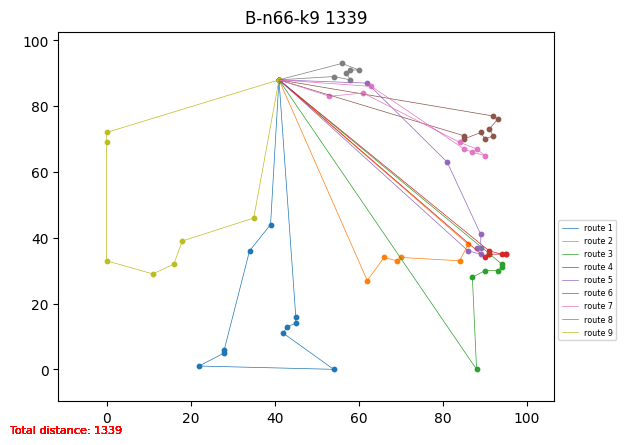 B-n66-k9 1339
100
80
60
40
20
0
0 20 40 60 80 100
route 1
route 2
route 3
route 4
route 5
route 6
route 7
route 8
route 9
Total distance: 1339